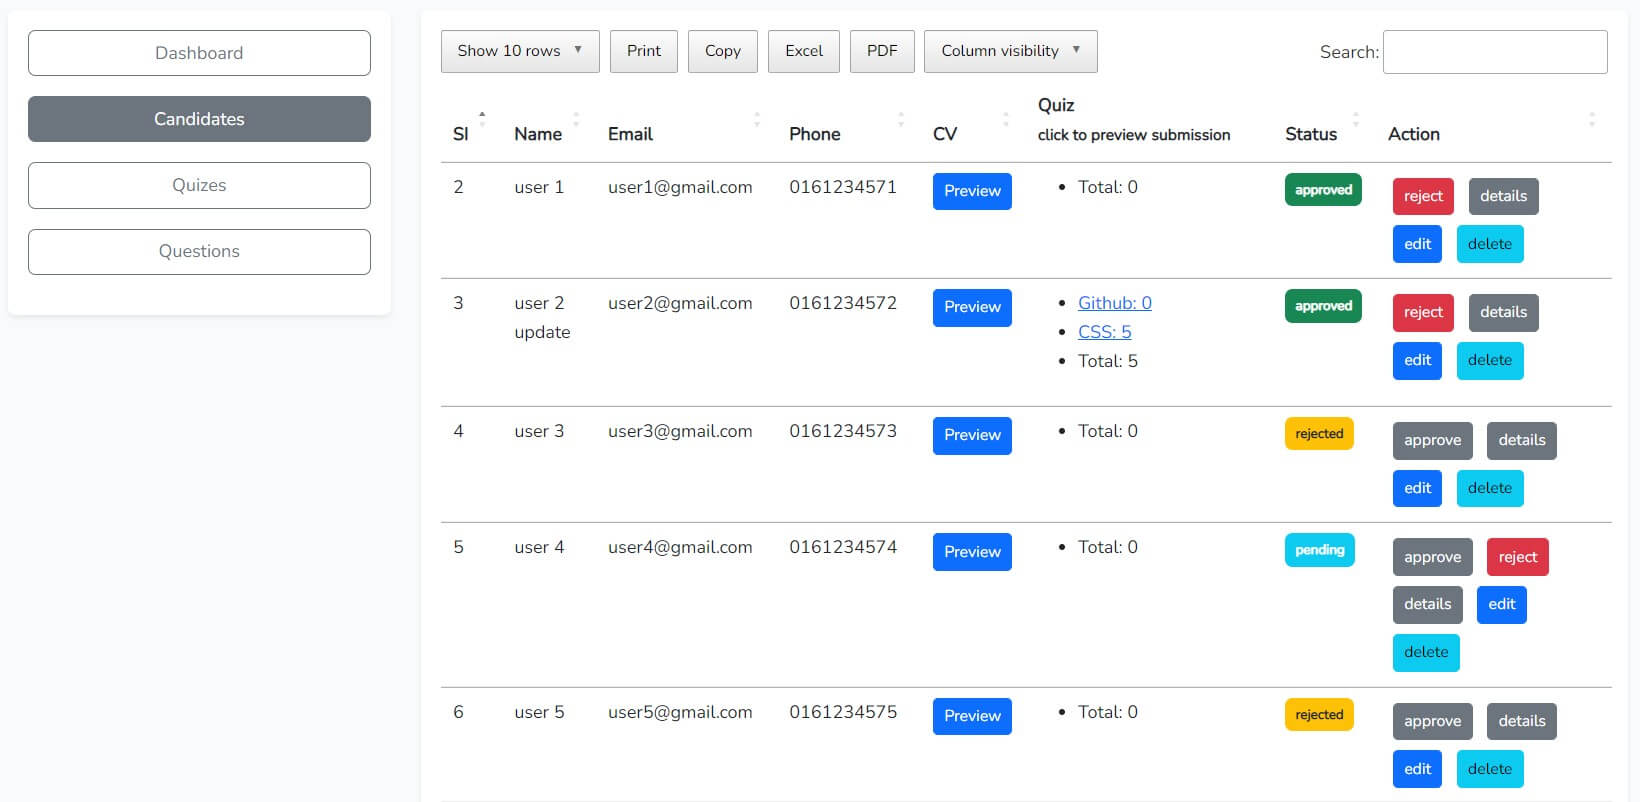 Dashboard
Candidates
Quizes
Questions
Show 10 rows Print Copy Excel PDF Column visibility Search:
Quiz
SI Name Email Phone CV click to preview submission Status Action
2 user 1 user1@gmail.com 0161234571 Preview Total: 0 approved reject details
edit delete
3 user 2 user2@gmail.com 0161234572 Preview Github: 0 approved reject details
update CSS: 5
Total: 5 edit delete
4 user 3 user3@gmail.com 0161234573 Preview Total: 0 rejected approve details
edit delete
5 user 4 user4@gmail.com 0161234574 Preview Total: 0 pending approve reject
details edit
delete
6 user 5 user5@gmail.com 0161234575 Preview Total: 0 rejected approve details
edit delete